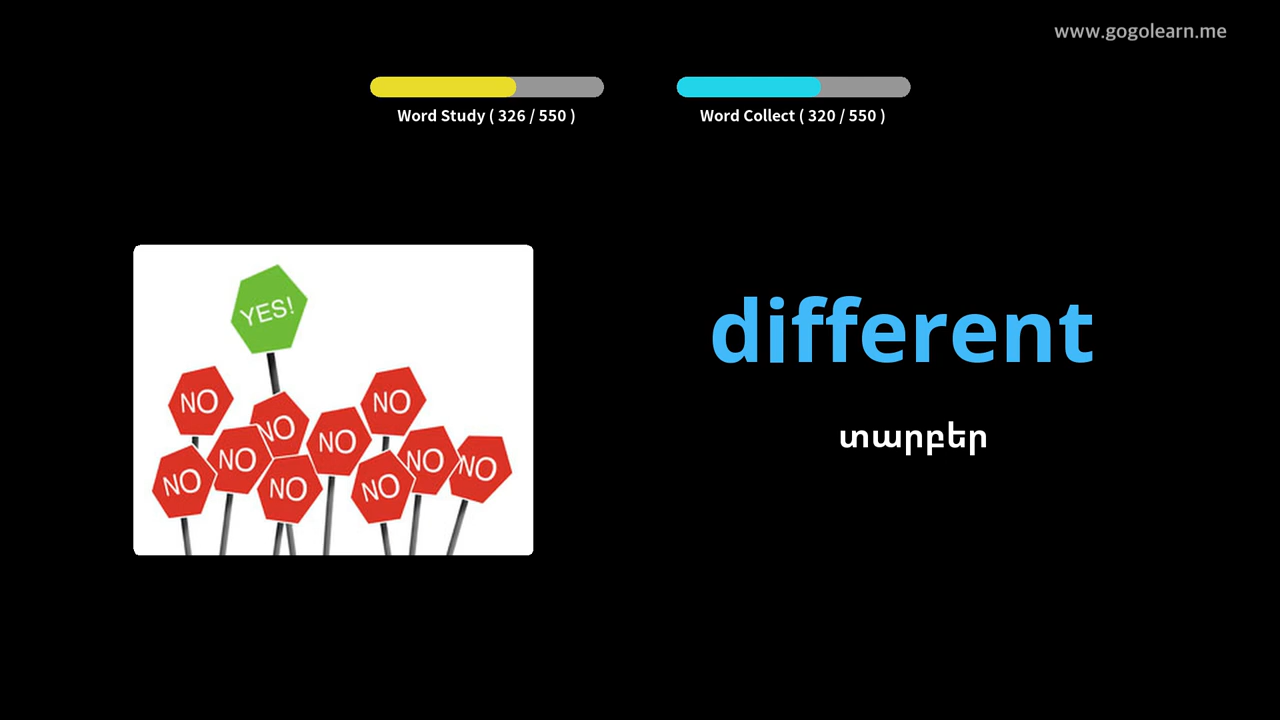 www.gogolearn.me
Word Study ( 326 / 550 )
Word Collect ( 320 / 550 )
YES!
NO
NO
NO
NO
NO
NO
NO
NO
NO
NO
different
տարբեր